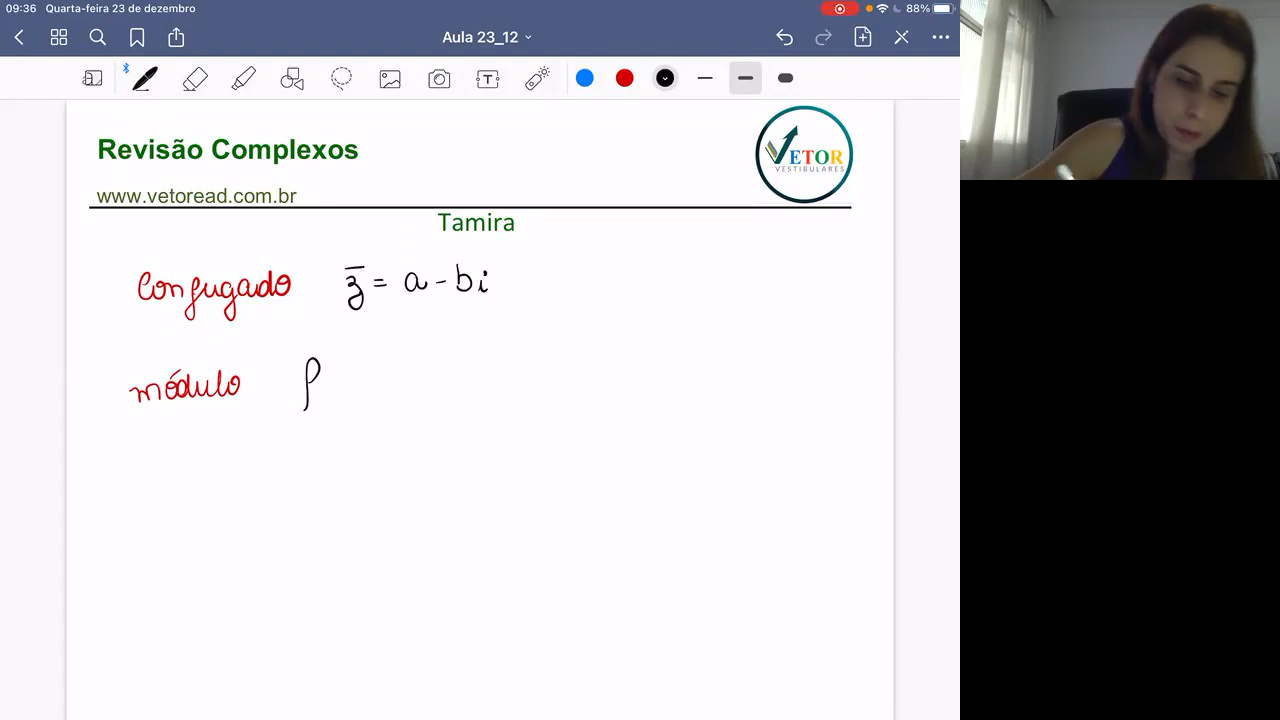 09:36 Quarta-feira 23 de dezembro 88%
Aula 23_12
Revisão Complexos
VETOR
VESTIBULARES
www.vetoread.com.br
Tamira
Conjugado z̅ = a - bi
módulo ρ